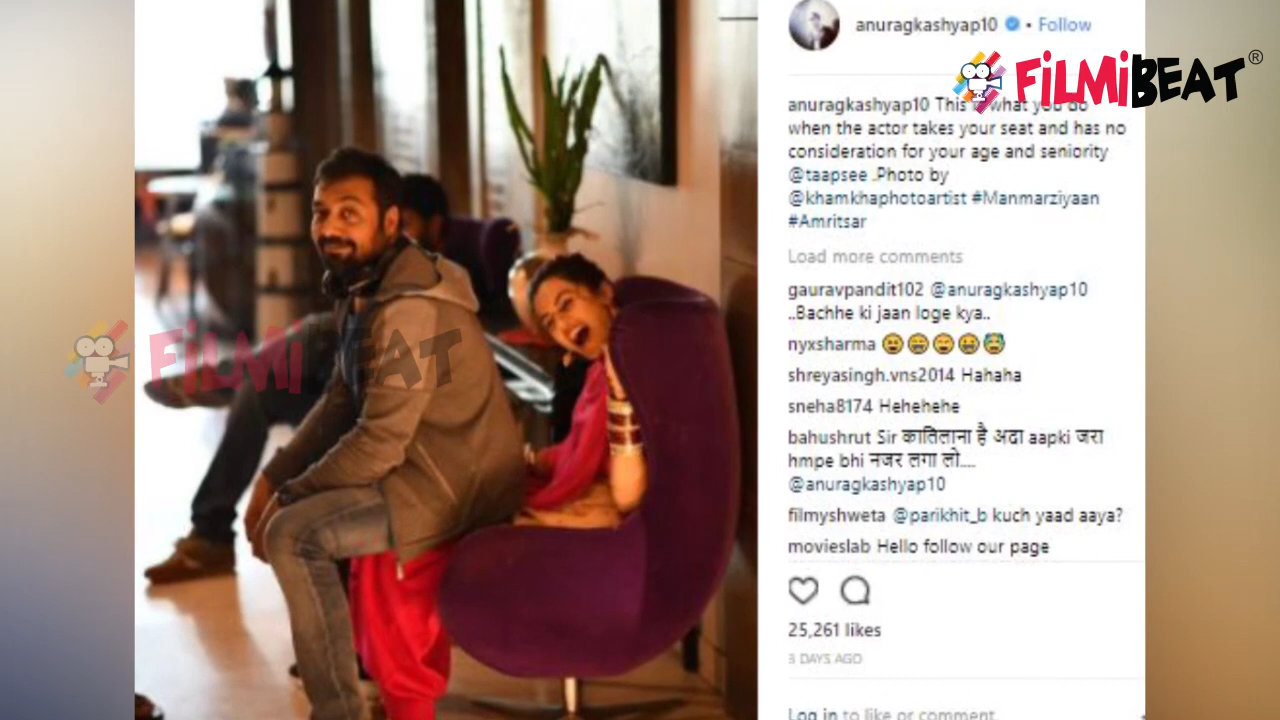 anuragkashyap10 • Follow
FiLMiBEAT®
anuragkashyap10 This is what you do
when the actor takes your seat and has no
consideration for your age and seniority
@taapsee .Photo by
@khamkhaphotoartist #Manmarziyaan
#Amritsar
Load more comments
gauravpandit102 @anuragkashyap10
..Bachhe ki jaan loge kya..
nyxsharma 😆😁😄😂😅
shreyasingh.vns2014 Hahaha
sneha8174 Hehehehe
bahushrut Sir कातिलाना है अदा aapki जरा
hmpe bhi नजर लगा लो....
@anuragkashyap10
filmyshweta @parikhit_b kuch yaad aaya?
movieslab Hello follow our page
25,261 likes
3 DAYS AGO
Log in to like or comment.
FiLMiBEAT